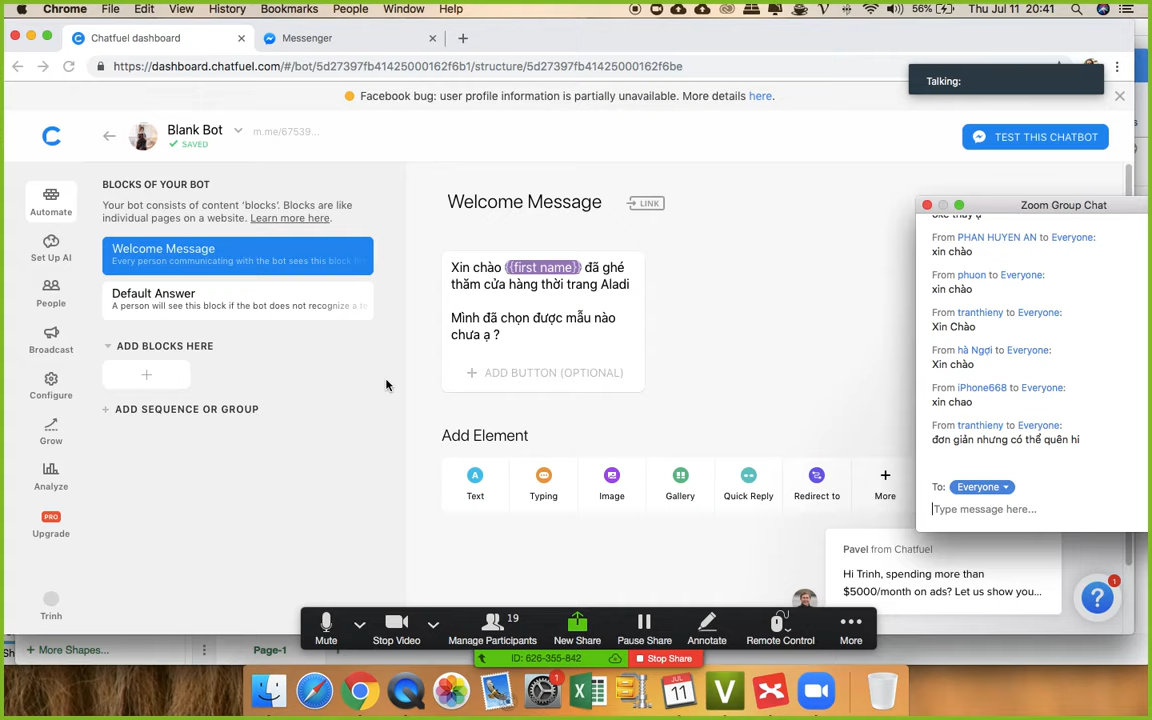 Chrome File Edit View History Bookmarks People Window Help 56% Thu Jul 11 20:41
Chatfuel dashboard
Messenger
https://dashboard.chatfuel.com/#/bot/5d27397fb41425000162f6b1/structure/5d27397fb41425000162f6be
Talking:
Facebook bug: user profile information is partially unavailable. More details here.
Blank Bot
m.me/67539...
SAVED
TEST THIS CHATBOT
Automate
Set Up AI
People
Broadcast
Configure
Grow
Analyze
PRO
Upgrade
Trinh
BLOCKS OF YOUR BOT
Your bot consists of content 'blocks'. Blocks are like
individual pages on a website. Learn more here.
Welcome Message
Every person communicating with the bot sees this block
Default Answer
A person will see this block if the bot does not recognize a
ADD BLOCKS HERE
ADD SEQUENCE OR GROUP
Welcome Message
LINK
Xin chào {{first name}} đã ghé
thăm cửa hàng thời trang Aladi
Mình đã chọn được mẫu nào
chưa ạ ?
ADD BUTTON (OPTIONAL)
Add Element
Text
Typing
Image
Gallery
Quick Reply
Redirect to
More
Zoom Group Chat
From PHAN HUYEN AN to Everyone:
xin chào
From phuon to Everyone:
xin chào
From tranthieny to Everyone:
Xin Chào
From hà Ngợi to Everyone:
Xin chào
From iPhone668 to Everyone:
xin chao
From tranthieny to Everyone:
đơn giản nhưng có thể quên hi
To: Everyone
Type message here...
Pavel from Chatfuel
Hi Trinh, spending more than
$5000/month on ads? Let us show you...
1
?
Mute
Stop Video
19
Manage Participants
New Share
Pause Share
Annotate
Remote Control
More
ID: 626-355-842
Stop Share
+ More Shapes...
Page-1
1
JUL
11